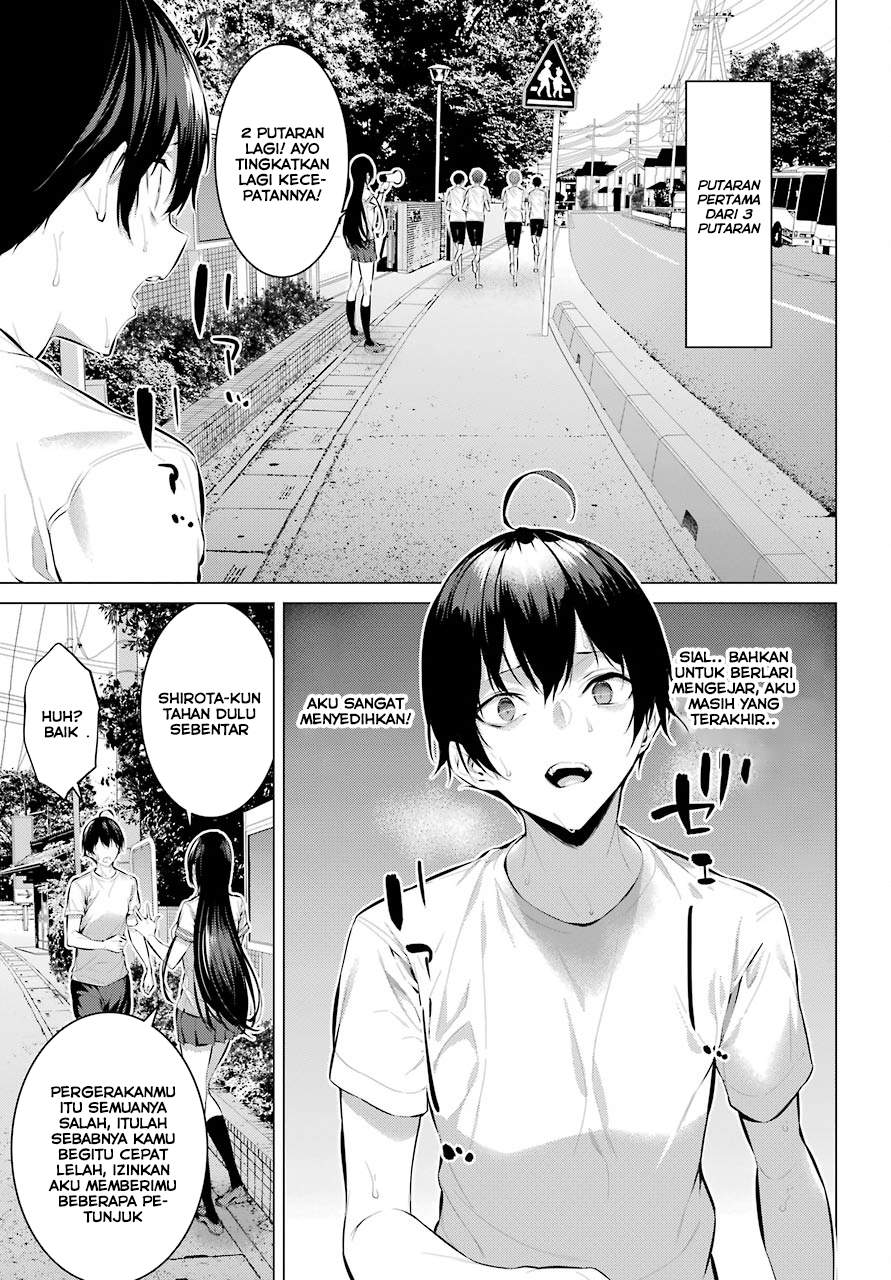 PUTARAN
PERTAMA
DARI 3
PUTARAN
2 PUTARAN
LAGI! AYO
TINGKATKAN
LAGI KECE-
PATANNYA!
SIAL.. BAHKAN
UNTUK BERLARI
MENGEJAR, AKU
MASIH YANG
TERAKHIR..
AKU SANGAT
MENYEDIHKAN!
SHIROTA-KUN
TAHAN DULU
SEBENTAR
HUH?
BAIK .
PERGERAKANMU
ITU SEMUANYA
SALAH, ITULAH
SEBABNYA KAMU
BEGITU CEPAT
LELAH, IZINKAN
AKU MEMBERIMU
BEBERAPA PE-
TUNJUK